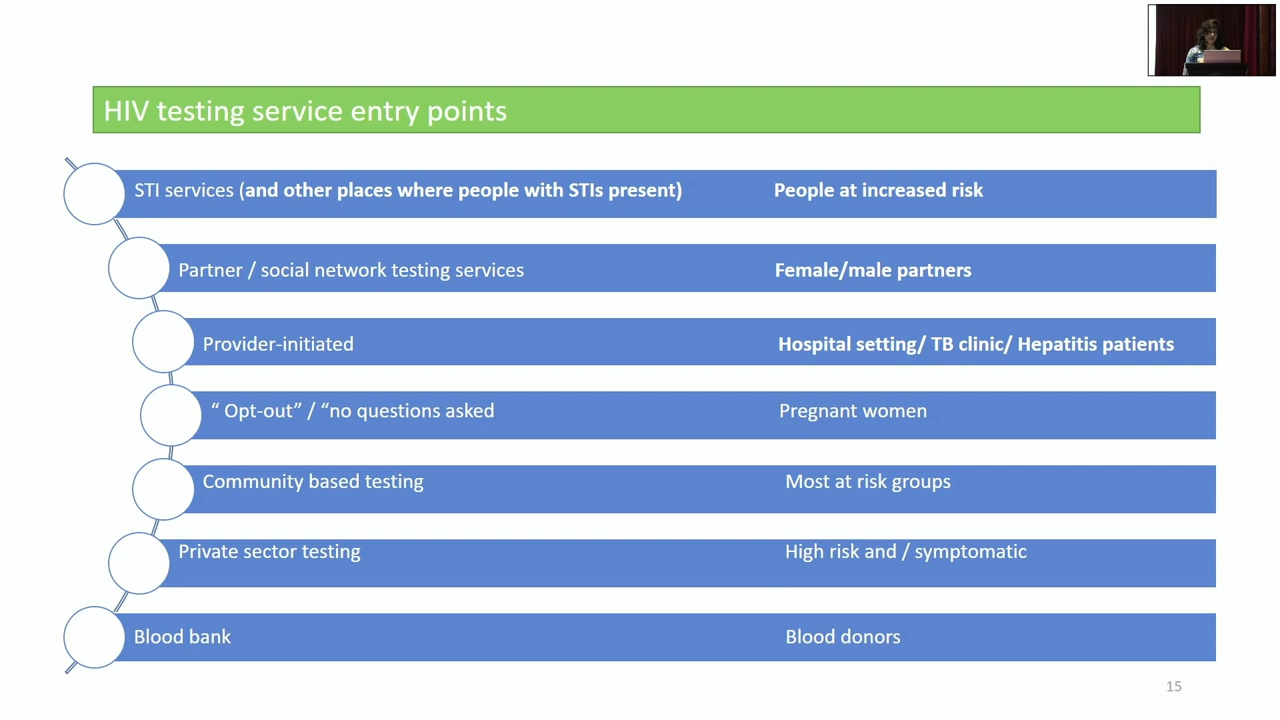 HIV testing service entry points
STI services (and other places where people with STIs present) People at increased risk
Partner / social network testing services Female/male partners
Provider-initiated Hospital setting/ TB clinic/ Hepatitis patients
“ Opt-out” / “no questions asked Pregnant women
Community based testing Most at risk groups
Private sector testing High risk and / symptomatic
Blood bank Blood donors
15